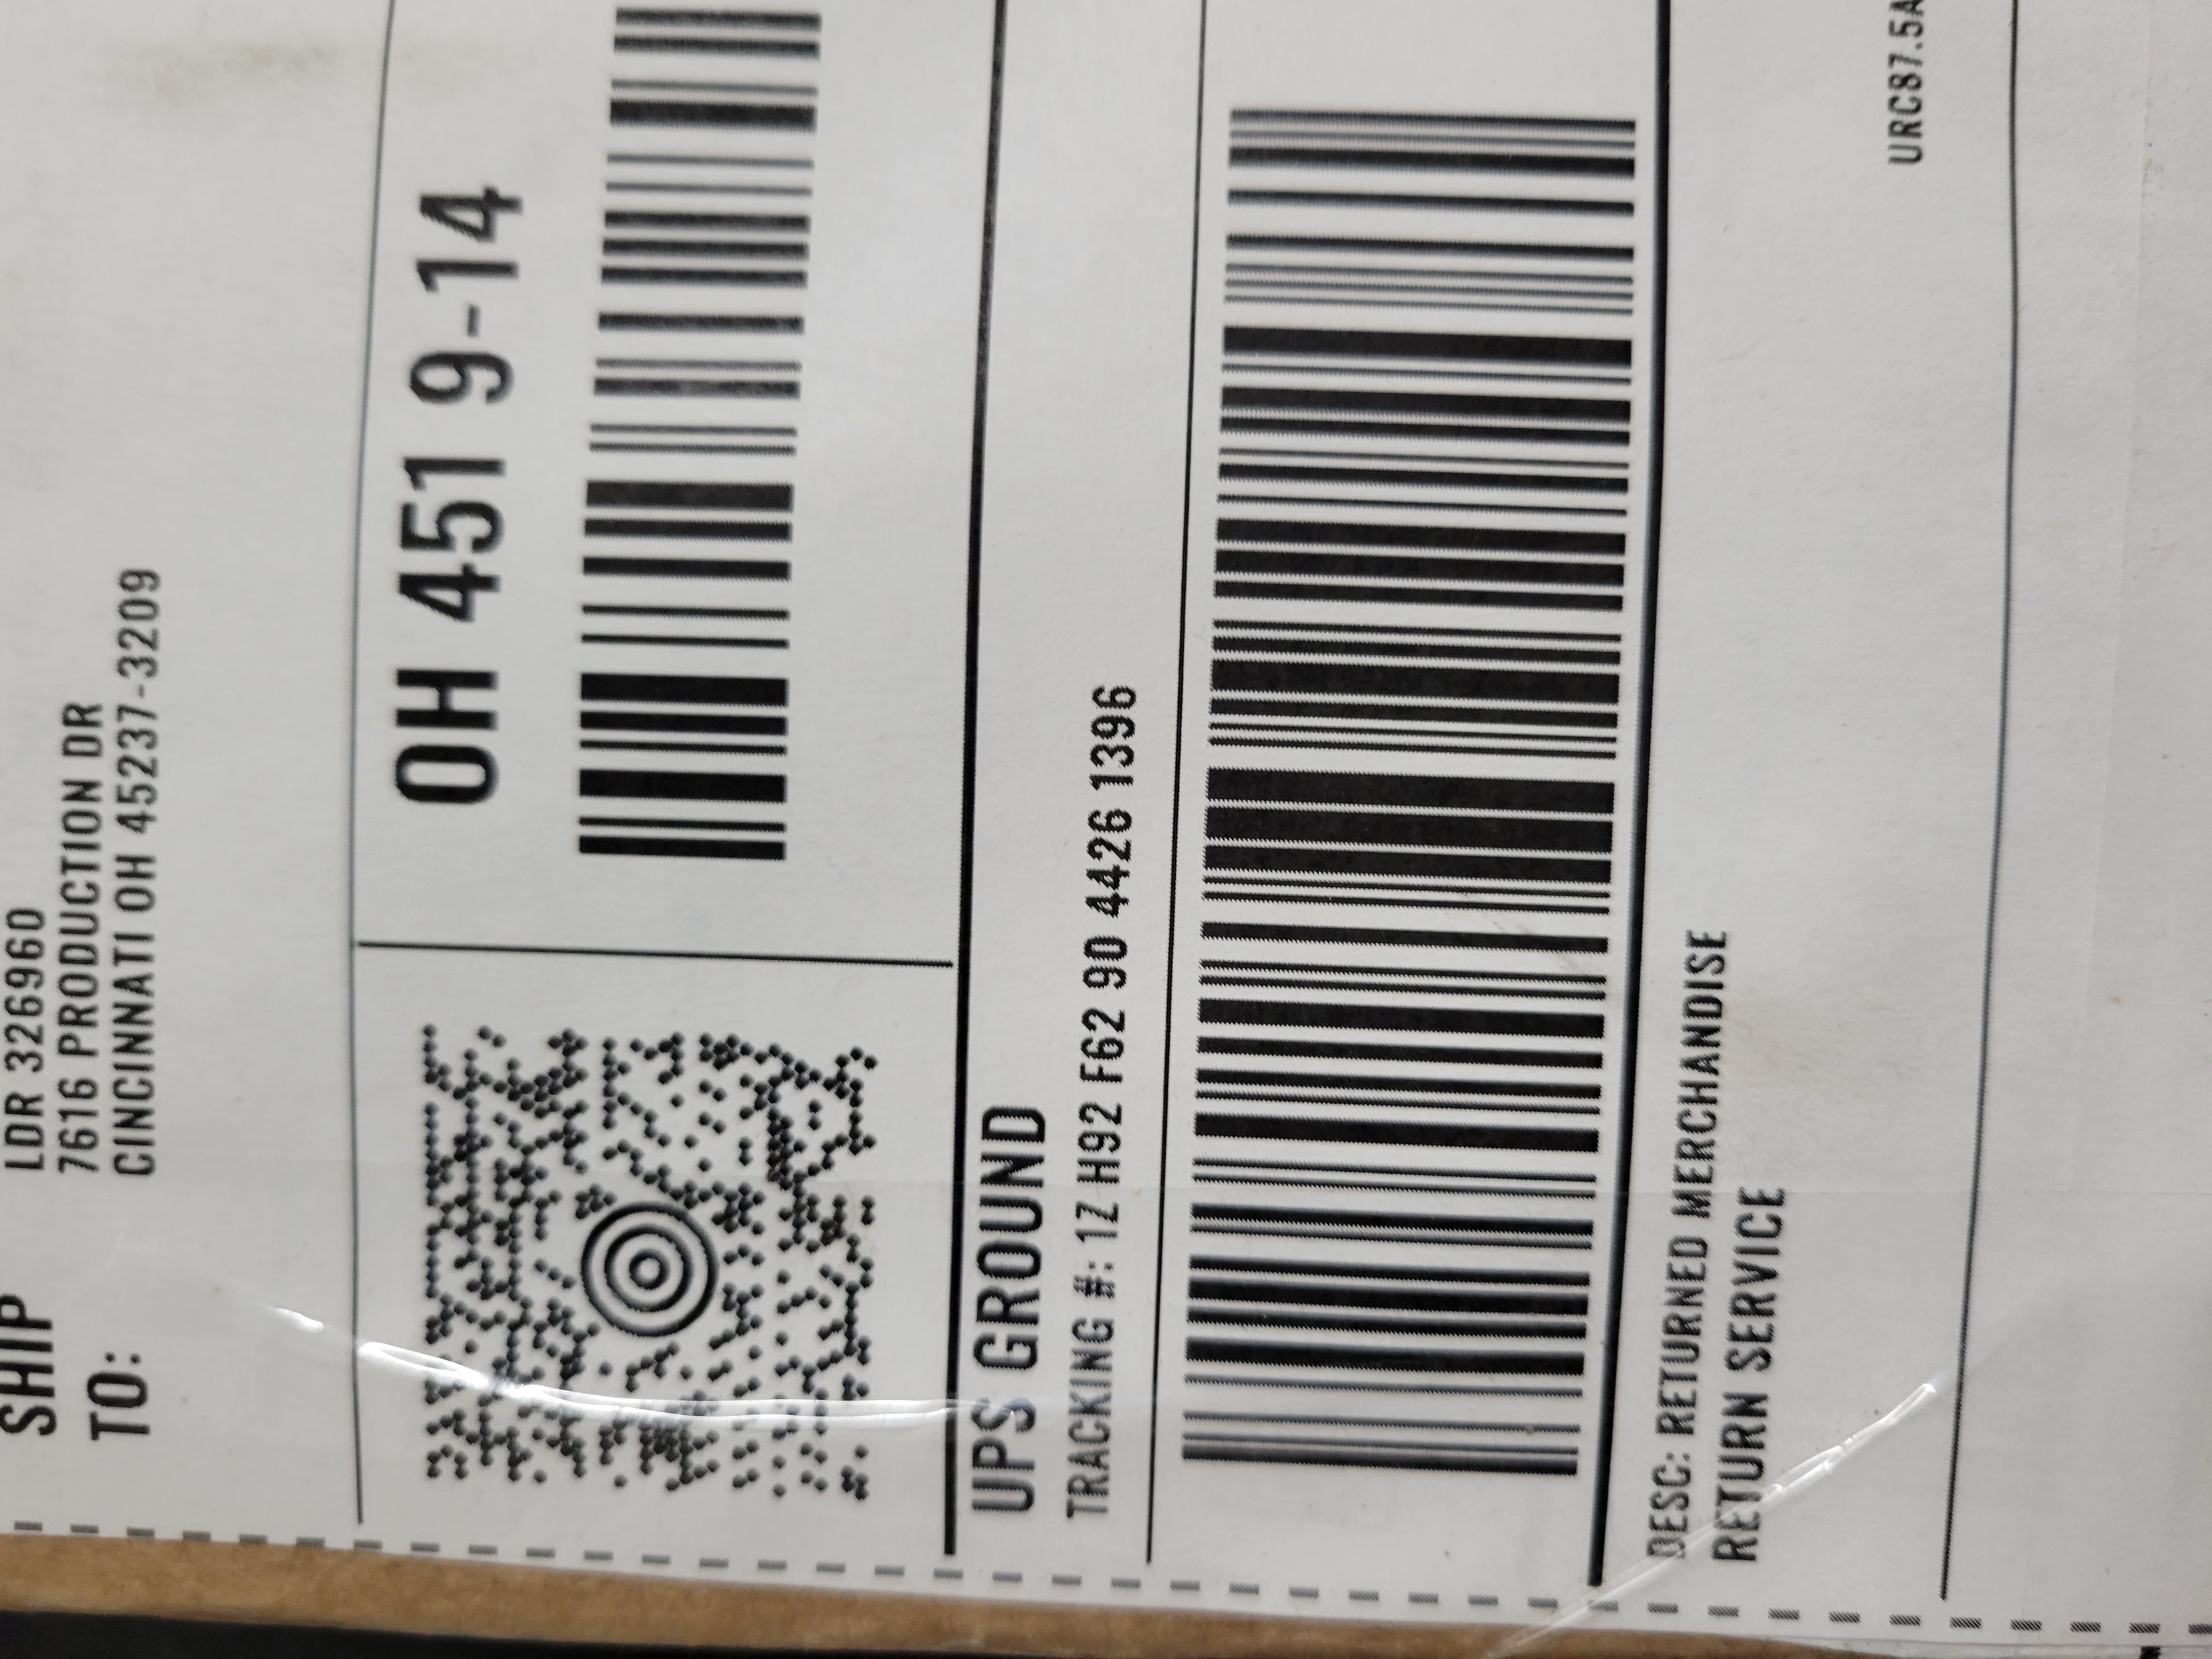 SHIP
TO:
LDR 326960
7616 PRODUCTION DR
CINCINNATI OH 45237-3209
OH 451 9-14
UPS GROUND
TRACKING #: 1Z H92 F62 90 4426 1396
DESC: RETURNED MERCHANDISE
RETURN SERVICE
URC87.5A